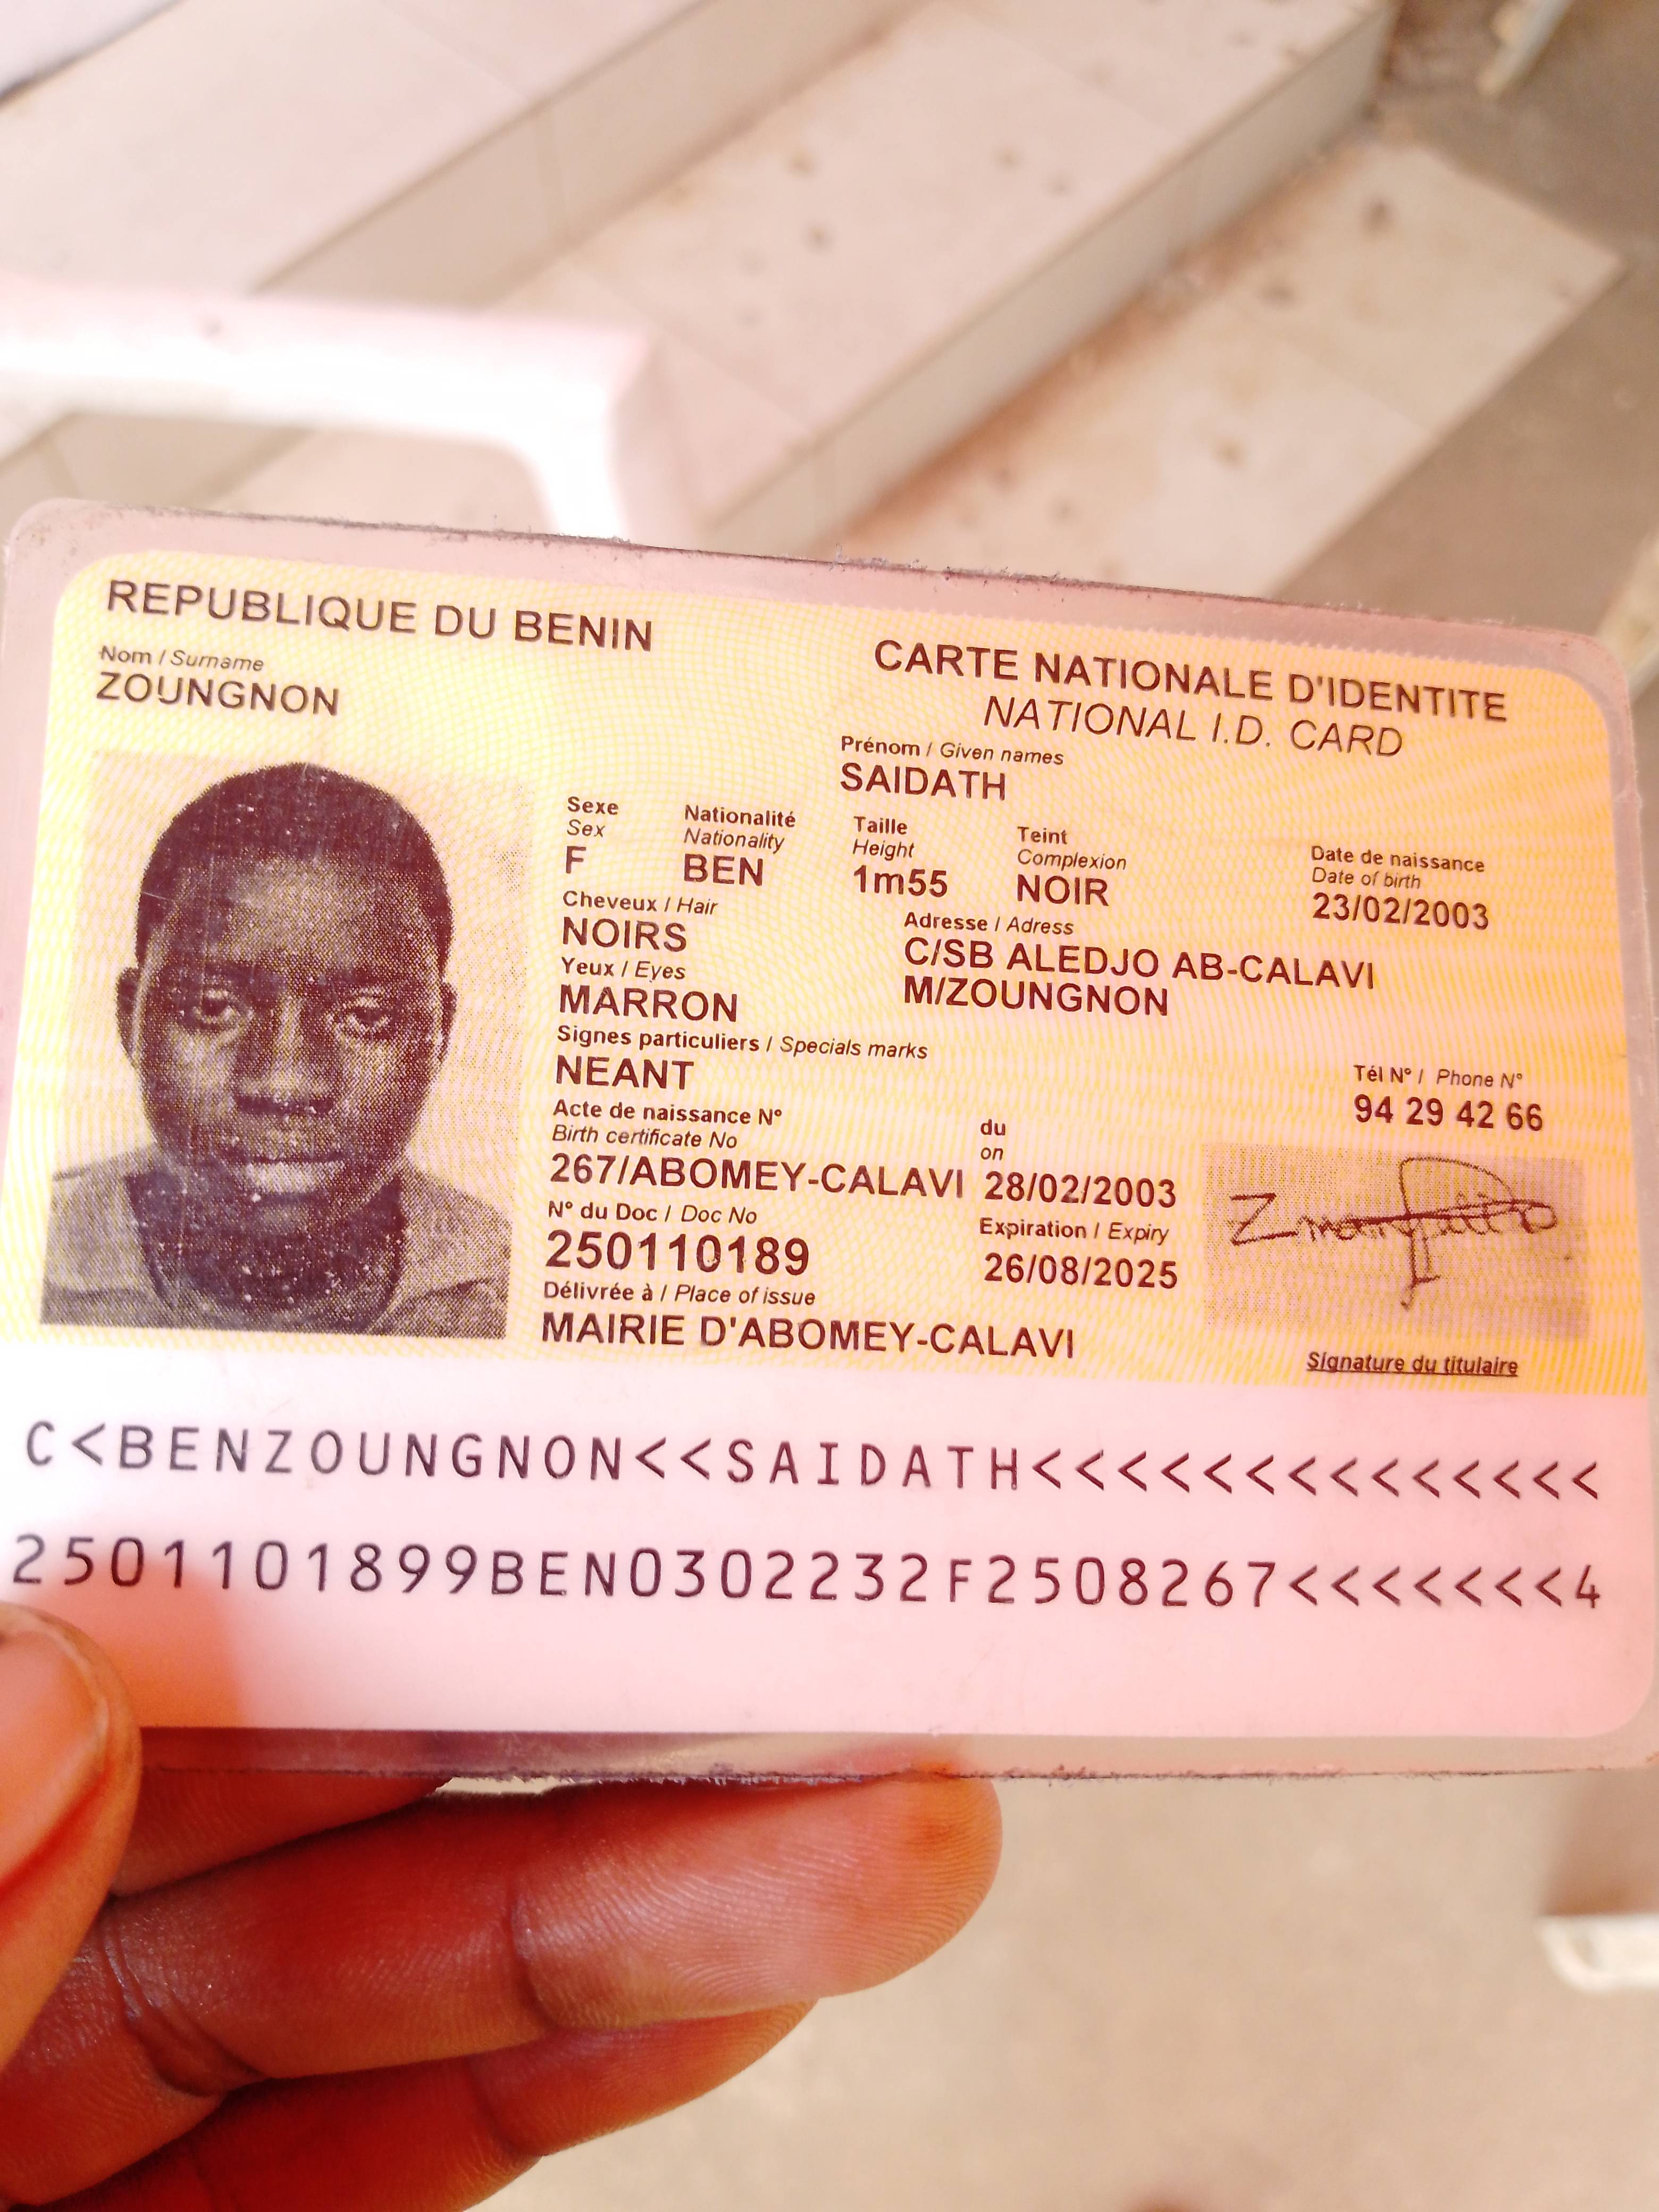 REPUBLIQUE DU BENIN
CARTE NATIONALE D'IDENTITE
NATIONAL I.D. CARD
Nom / Surname
ZOUNGNON
Prénom / Given names
SAIDATH
Sexe
Sex
F
Nationalité
Nationality
BEN
Taille
Height
1m55
Teint
Complexion
NOIR
Date de naissance
Date of birth
23/02/2003
Cheveux / Hair
NOIRS
Adresse / Adress
C/SB ALEDJO AB-CALAVI
M/ZOUNGNON
Yeux / Eyes
MARRON
Signes particuliers / Specials marks
NEANT
Tél N° / Phone N°
94 29 42 66
Acte de naissance N°
Birth certificate No
267/ABOMEY-CALAVI
du
on
28/02/2003
N° du Doc / Doc No
250110189
Expiration / Expiry
26/08/2025
Délivrée à / Place of issue
MAIRIE D'ABOMEY-CALAVI
Signature du titulaire
C<BENZOUNGNON<<SAIDATH<<<<<<<<<<<<<<
2501101899BEN0302232F2508267<<<<<<<4